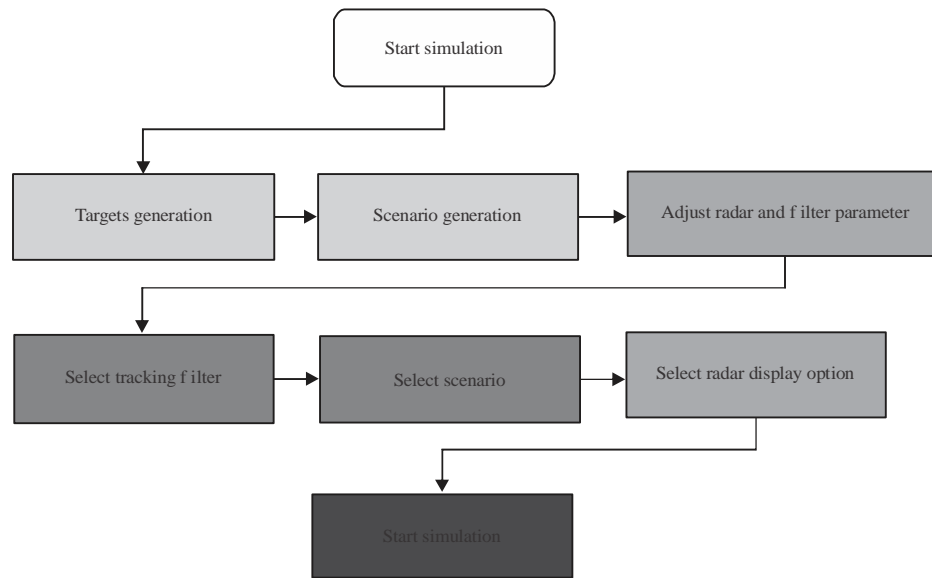 Start simulation
Targets generation
Scenario generation
Adjust radar and f ilter parameter
Select tracking f ilter
Select scenario
Select radar display option
Start simulation